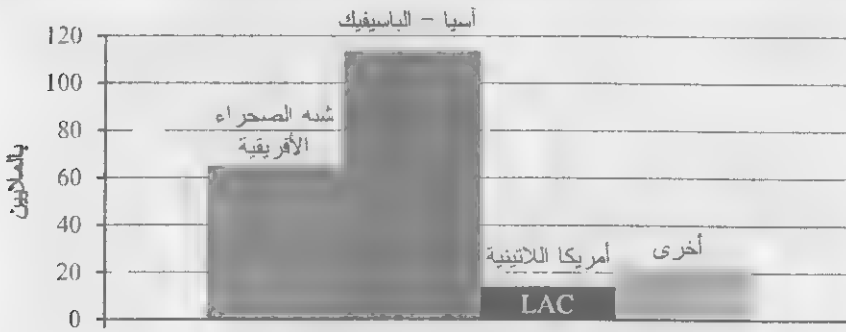 آسيا - الباسيفيك
120
100
80
60
40
20
0
بالملايين
شبه الصحراء
الأفريقية
أمريكا اللاتينية
أخرى
LAC